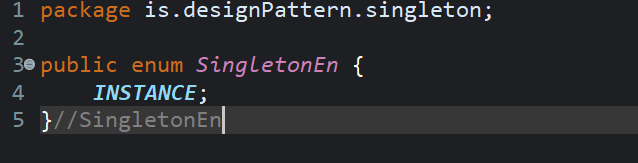 1 package is.designPattern.singleton;
2
3 public enum SingletonEn {
4     INSTANCE;
5 }//SingletonEn